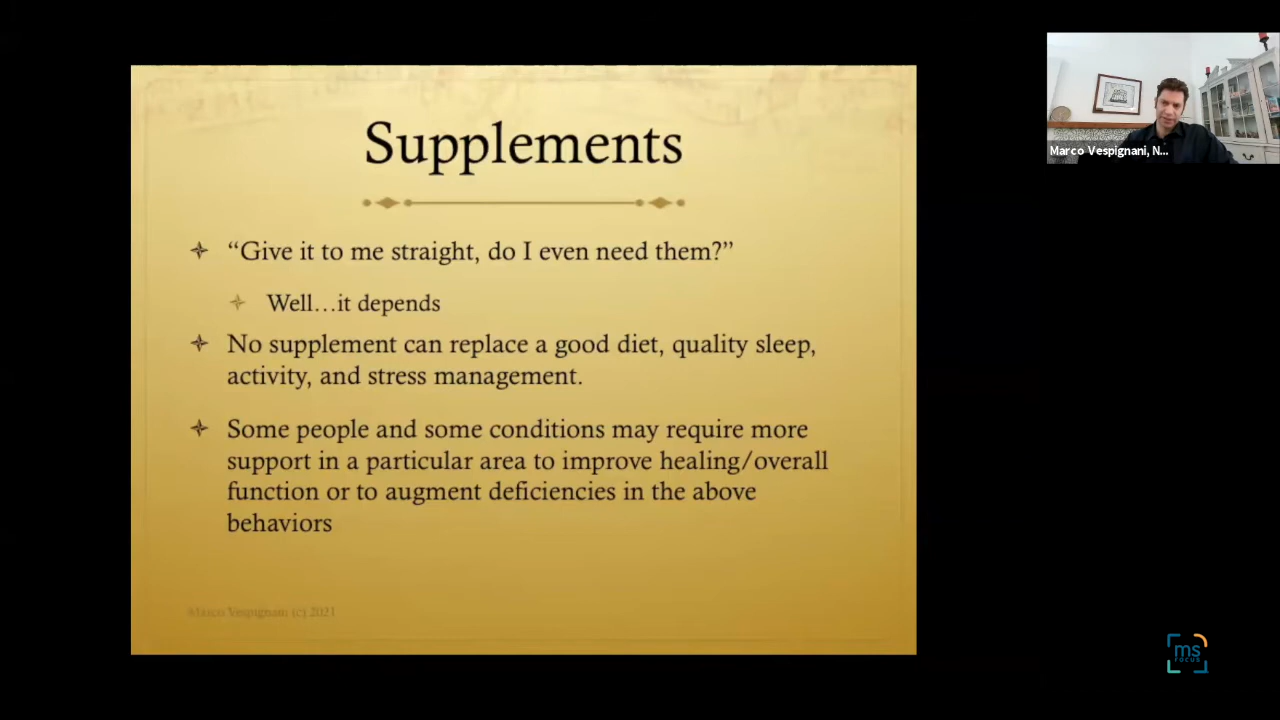 Supplements
“Give it to me straight, do I even need them?”
Well…it depends
No supplement can replace a good diet, quality sleep,
activity, and stress management.
Some people and some conditions may require more
support in a particular area to improve healing/overall
function or to augment deficiencies in the above
behaviors
Marco Vespignani (c) 2021
Marco Vespignani, N...
ms
FOCUS